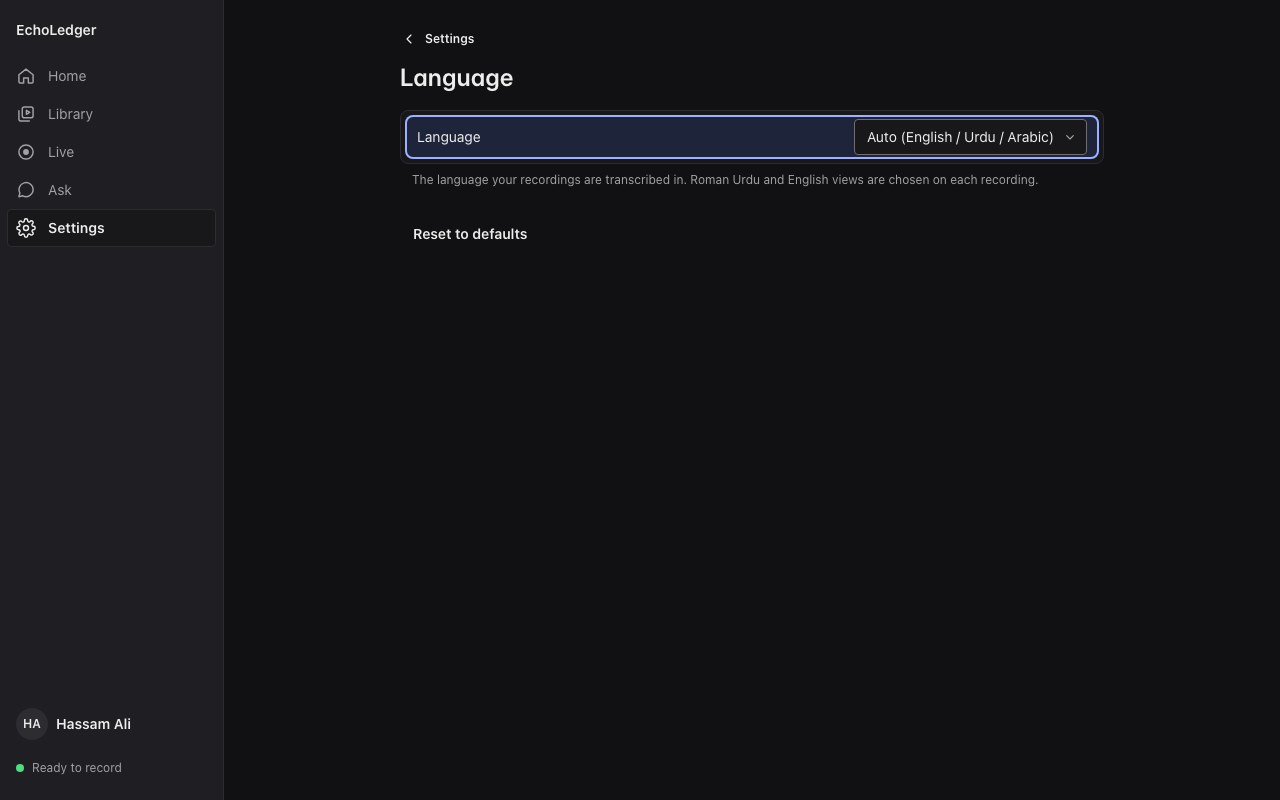 EchoLedger
Home
Library
Live
Ask
Settings
Hassam Ali
HA
Ready to record
Settings
Language
Language
Auto (English / Urdu / Arabic)
The language your recordings are transcribed in. Roman Urdu and English views are chosen on each recording.
Reset to defaults